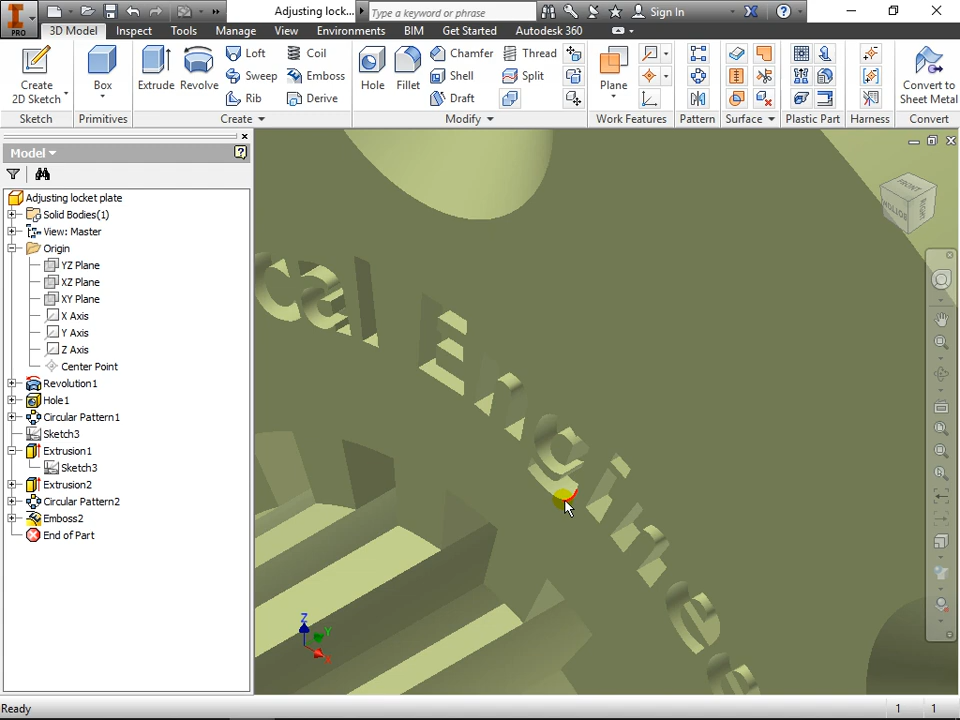 PRO
Adjusting lock...
Type a keyword or phrase
Sign In
3D Model
Inspect
Tools
Manage
View
Environments
BIM
Get Started
Autodesk 360
Create
2D Sketch
Box
Extrude
Revolve
Loft
Sweep
Rib
Coil
Emboss
Derive
Hole
Fillet
Chamfer
Shell
Draft
Thread
Split
Plane
Convert to
Sheet Metal
Sketch
Primitives
Create
Modify
Work Features
Pattern
Surface
Plastic Part
Harness
Convert
Model
Adjusting locket plate
Solid Bodies(1)
View: Master
Origin
YZ Plane
XZ Plane
XY Plane
X Axis
Y Axis
Z Axis
Center Point
Revolution1
Hole1
Circular Pattern1
Sketch3
Extrusion1
Sketch3
Extrusion2
Circular Pattern2
Emboss2
End of Part
cal Enginee
FRONT
RIGHT
BOTTOM
Z
Y
X
Ready
1
1